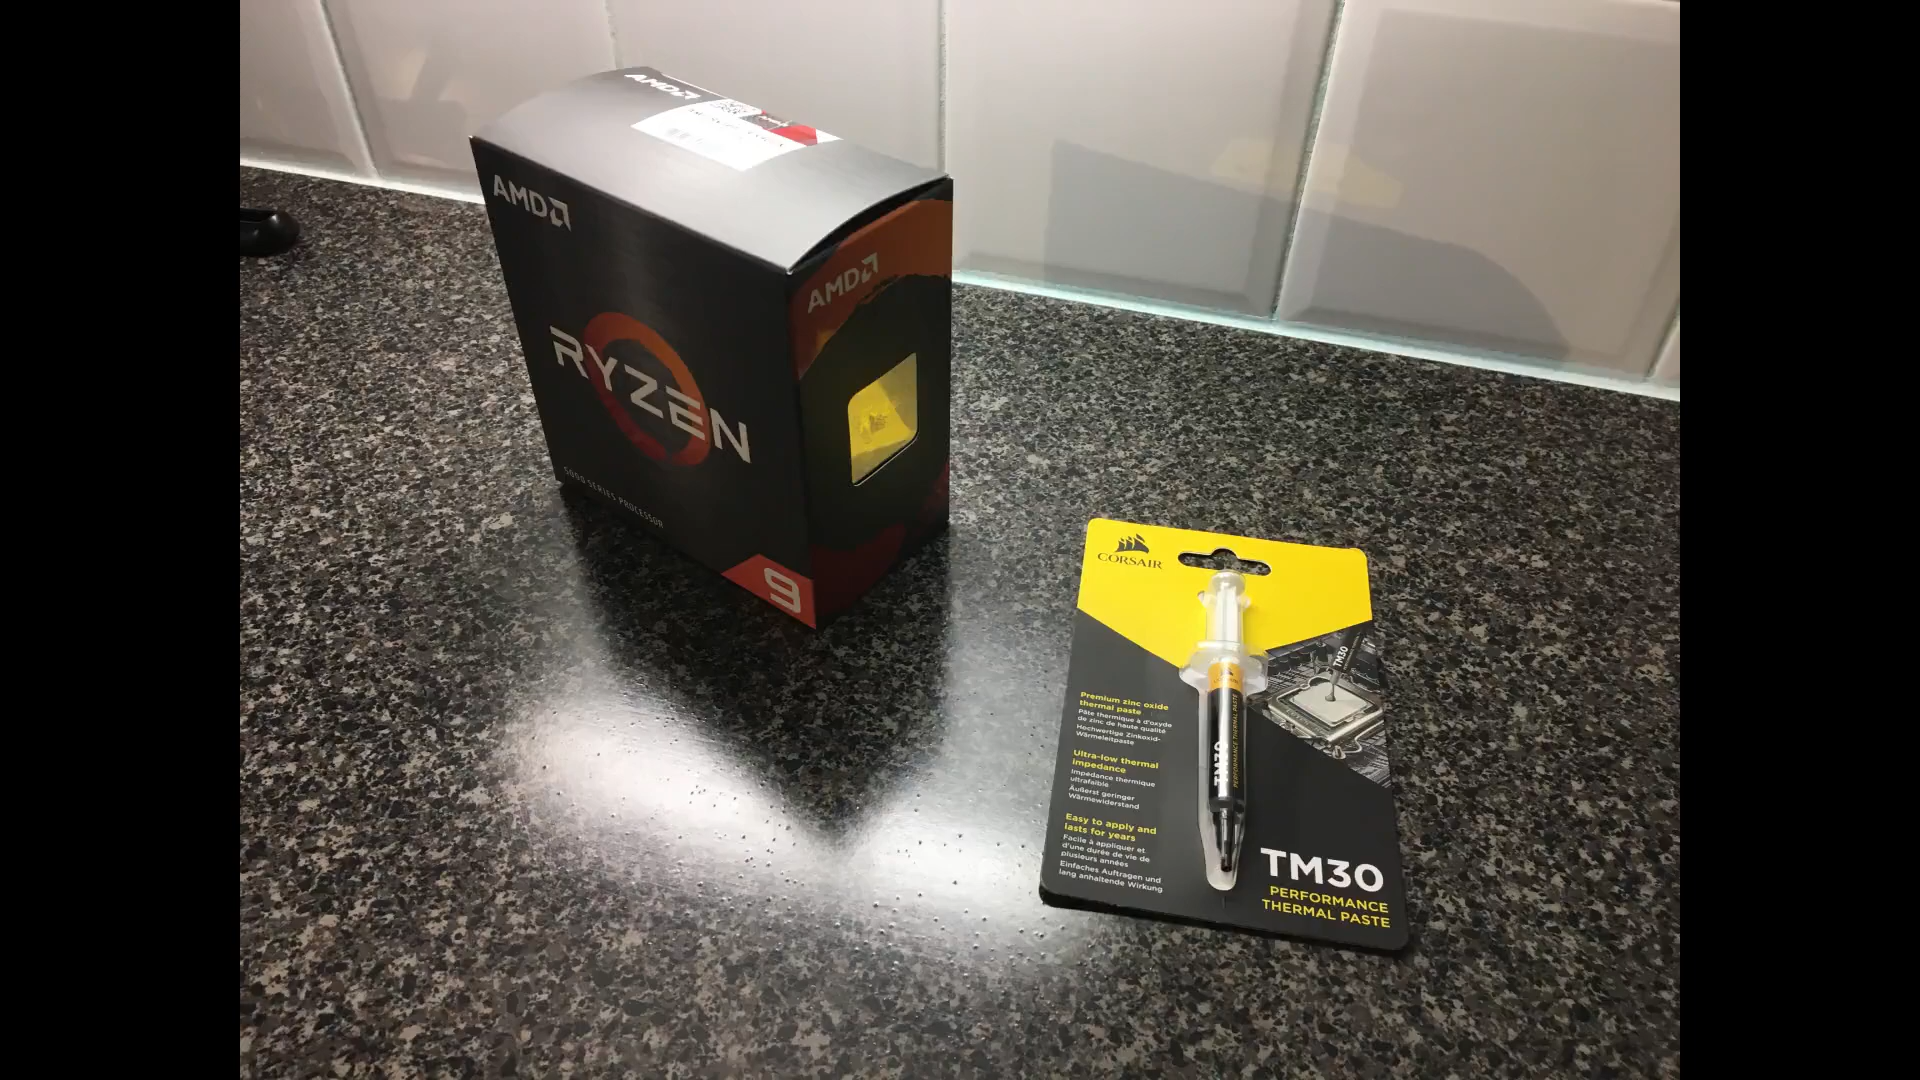 AMD
AMD
RYZEN
5000 SERIES PROCESSOR
9
AMD
CORSAIR
Premium zinc oxide
thermal paste
Pâte thermique à d'oxyde
de zinc de haute qualité
Hochwertige Zinkoxid-
Wärmeleitpaste
Ultra-low thermal
impedance
Impédance thermique
ultrafaible
Äußerst geringer
Wärmewiderstand
Easy to apply and
lasts for years
Facile à appliquer et
d'une durée de vie de
plusieurs années
Einfaches Auftragen und
lang anhaltende Wirkung
TM30
PERFORMANCE THERMAL PASTE
TM30
TM30
PERFORMANCE
THERMAL PASTE